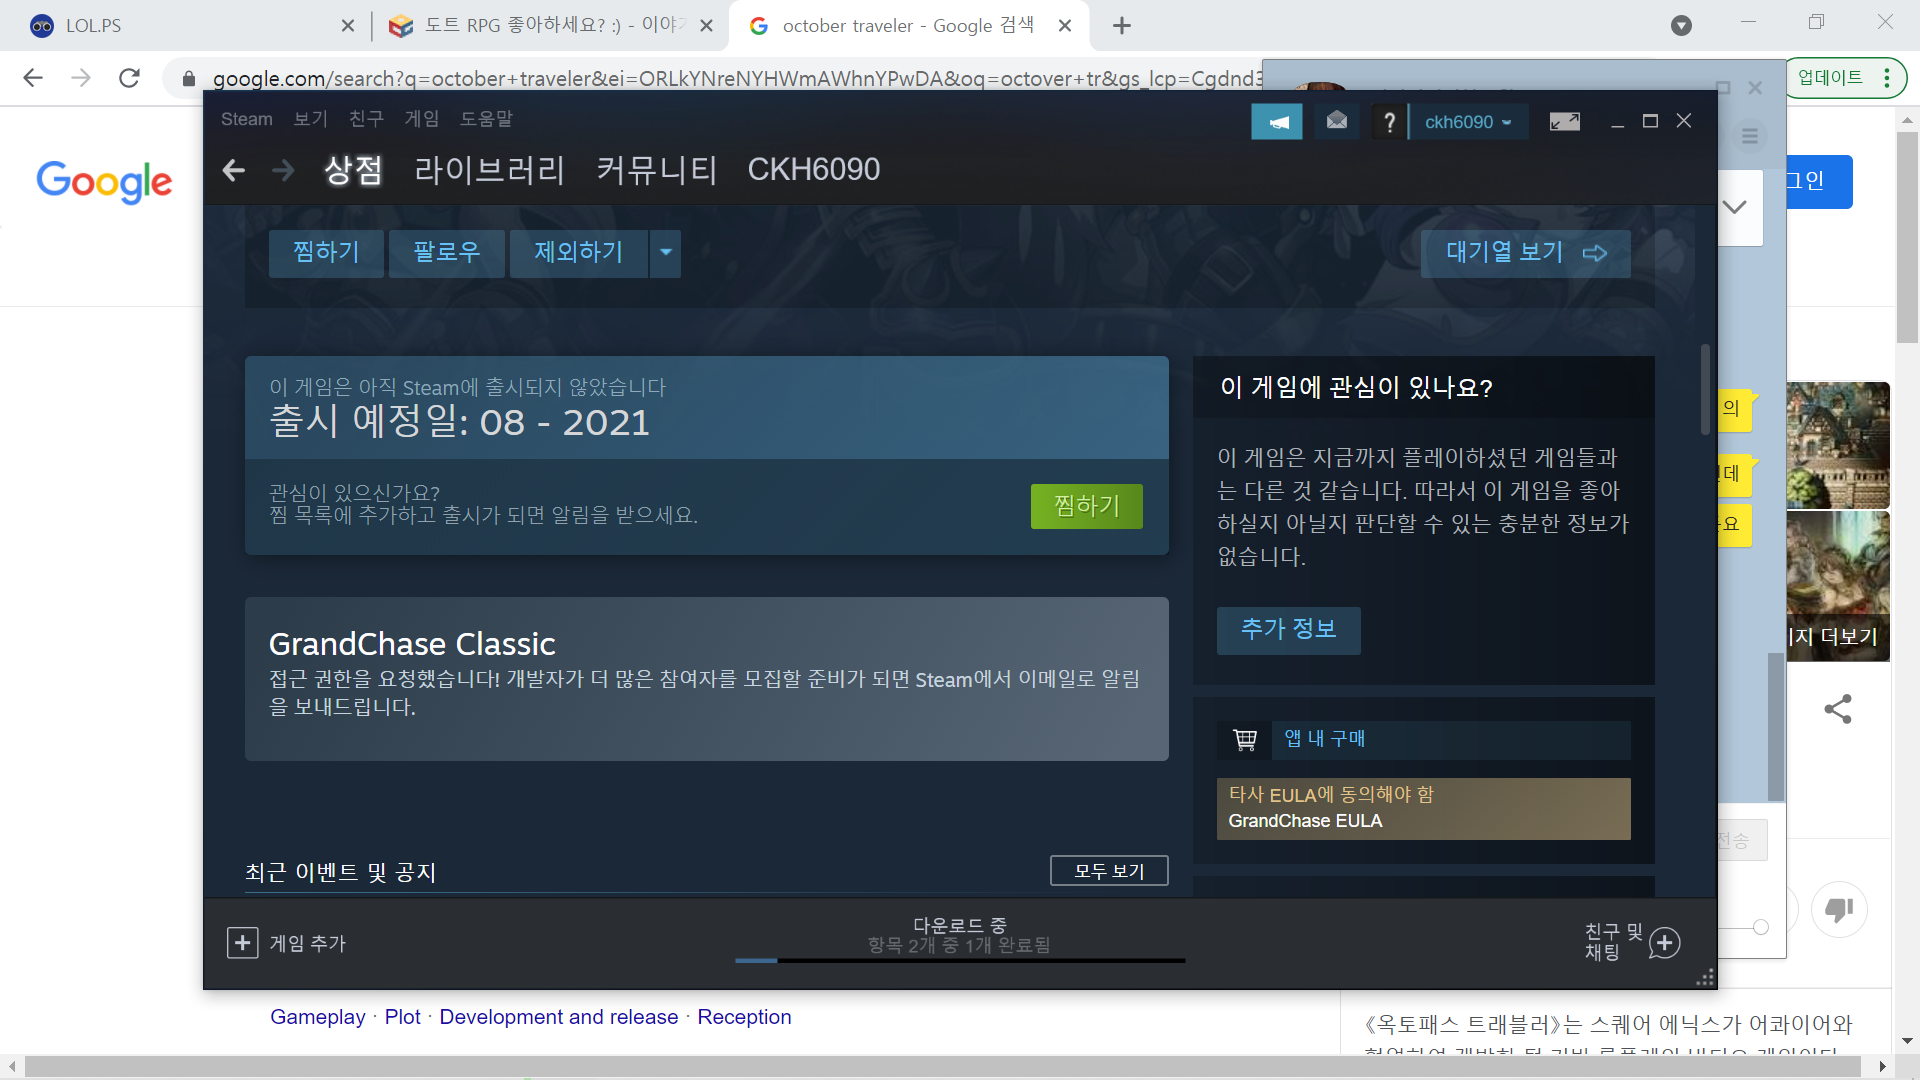 LOL.PS
도트 RPG 좋아하세요? :) - 이야기
october traveler - Google 검색
google.com/search?q=october+traveler&ei=ORLkYNreNYHWmAWhnYPwDA&oq=octover+tr&gs_lcp=Cgdnd3
업데이트
Google
Steam 보기 친구 게임 도움말
ckh6090
상점 라이브러리 커뮤니티 CKH6090
그인
찜하기 팔로우 제외하기
대기열 보기
이 게임은 아직 Steam에 출시되지 않았습니다
출시 예정일: 08 - 2021
관심이 있으신가요?
찜 목록에 추가하고 출시가 되면 알림을 받으세요.
찜하기
이 게임에 관심이 있나요?
이 게임은 지금까지 플레이하셨던 게임들과
는 다른 것 같습니다. 따라서 이 게임을 좋아
하실지 아닐지 판단할 수 있는 충분한 정보가
없습니다.
추가 정보
의
데
요
지 더보기
GrandChase Classic
접근 권한을 요청했습니다! 개발자가 더 많은 참여자를 모집할 준비가 되면 Steam에서 이메일로 알림
을 보내드립니다.
앱 내 구매
타사 EULA에 동의해야 함
GrandChase EULA
전송
최근 이벤트 및 공지
모두 보기
게임 추가
다운로드 중
항목 2개 중 1개 완료됨
친구 및
채팅
Gameplay · Plot · Development and release · Reception
《옥토패스 트래블러》는 스퀘어 에닉스가 어콰이어와